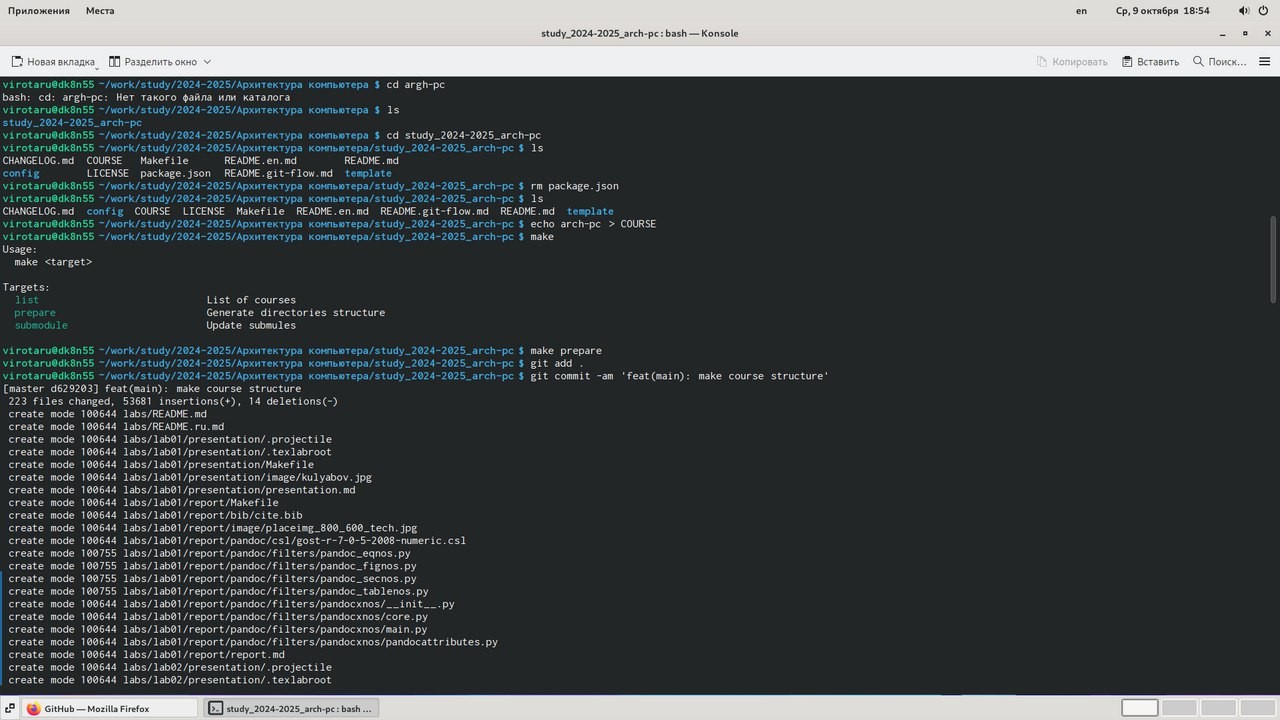 Приложения Места en Ср, 9 октября 18:54
study_2024-2025_arch-pc : bash — Konsole
Новая вкладка Разделить окно Копировать Вставить Поиск...
virotaru@dk8n55 ~/work/study/2024-2025/Архитектура компьютера $ cd argh-pc
bash: cd: argh-pc: Нет такого файла или каталога
virotaru@dk8n55 ~/work/study/2024-2025/Архитектура компьютера $ ls
study_2024-2025_arch-pc
virotaru@dk8n55 ~/work/study/2024-2025/Архитектура компьютера $ cd study_2024-2025_arch-pc
virotaru@dk8n55 ~/work/study/2024-2025/Архитектура компьютера/study_2024-2025_arch-pc $ ls
CHANGELOG.md COURSE Makefile README.en.md README.md
config LICENSE package.json README.git-flow.md template
virotaru@dk8n55 ~/work/study/2024-2025/Архитектура компьютера/study_2024-2025_arch-pc $ rm package.json
virotaru@dk8n55 ~/work/study/2024-2025/Архитектура компьютера/study_2024-2025_arch-pc $ ls
CHANGELOG.md config COURSE LICENSE Makefile README.en.md README.git-flow.md README.md template
virotaru@dk8n55 ~/work/study/2024-2025/Архитектура компьютера/study_2024-2025_arch-pc $ echo arch-pc > COURSE
virotaru@dk8n55 ~/work/study/2024-2025/Архитектура компьютера/study_2024-2025_arch-pc $ make
Usage:
make <target>
Targets:
list List of courses
prepare Generate directories structure
submodule Update submules
virotaru@dk8n55 ~/work/study/2024-2025/Архитектура компьютера/study_2024-2025_arch-pc $ make prepare
virotaru@dk8n55 ~/work/study/2024-2025/Архитектура компьютера/study_2024-2025_arch-pc $ git add .
virotaru@dk8n55 ~/work/study/2024-2025/Архитектура компьютера/study_2024-2025_arch-pc $ git commit -am 'feat(main): make course structure'
[master d629203] feat(main): make course structure
223 files changed, 53681 insertions(+), 14 deletions(-)
create mode 100644 labs/README.md
create mode 100644 labs/README.ru.md
create mode 100644 labs/lab01/presentation/.projectile
create mode 100644 labs/lab01/presentation/.texlabroot
create mode 100644 labs/lab01/presentation/Makefile
create mode 100644 labs/lab01/presentation/image/kulyabov.jpg
create mode 100644 labs/lab01/presentation/presentation.md
create mode 100644 labs/lab01/report/Makefile
create mode 100644 labs/lab01/report/bib/cite.bib
create mode 100644 labs/lab01/report/image/placeimg_800_600_tech.jpg
create mode 100644 labs/lab01/report/pandoc/csl/gost-r-7-0-5-2008-numeric.csl
create mode 100755 labs/lab01/report/pandoc/filters/pandoc_eqnos.py
create mode 100755 labs/lab01/report/pandoc/filters/pandoc_fignos.py
create mode 100755 labs/lab01/report/pandoc/filters/pandoc_secnos.py
create mode 100755 labs/lab01/report/pandoc/filters/pandoc_tablenos.py
create mode 100644 labs/lab01/report/pandoc/filters/pandocxnos/__init__.py
create mode 100644 labs/lab01/report/pandoc/filters/pandocxnos/core.py
create mode 100644 labs/lab01/report/pandoc/filters/pandocxnos/main.py
create mode 100644 labs/lab01/report/pandoc/filters/pandocxnos/pandocattributes.py
create mode 100644 labs/lab01/report/report.md
create mode 100644 labs/lab02/presentation/.projectile
create mode 100644 labs/lab02/presentation/.texlabroot
GitHub — Mozilla Firefox study_2024-2025_arch-pc : bash ...